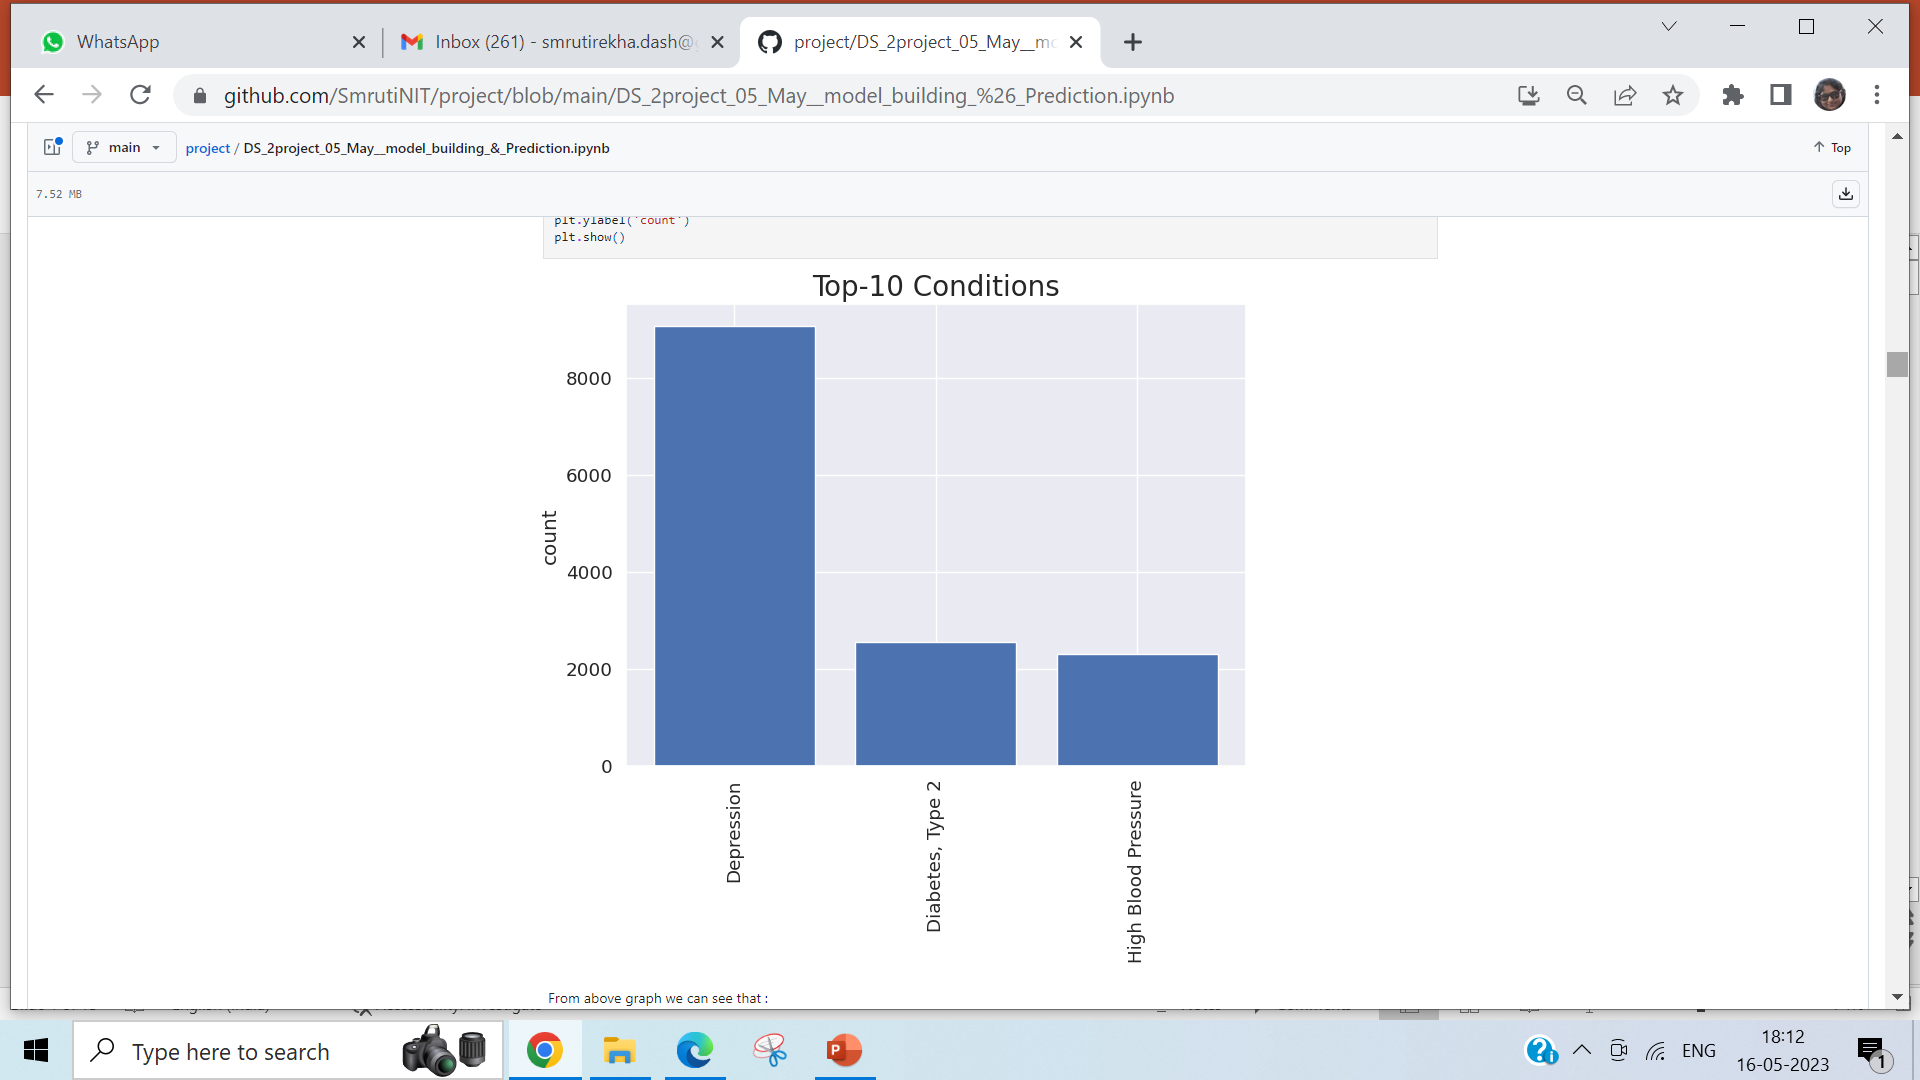 WhatsApp
Inbox (261) - smrutirekha.dash@
project/DS_2project_05_May__mo
github.com/SmrutiNIT/project/blob/main/DS_2project_05_May__model_building_%26_Prediction.ipynb
main
project / DS_2project_05_May__model_building_&_Prediction.ipynb
Top
7.52 MB
plt.ylabel('count')
plt.show()
Top-10 Conditions
8000
6000
4000
2000
0
count
Depression
Diabetes, Type 2
High Blood Pressure
From above graph we can see that :
Type here to search
P
ENG
18:12
16-05-2023
1